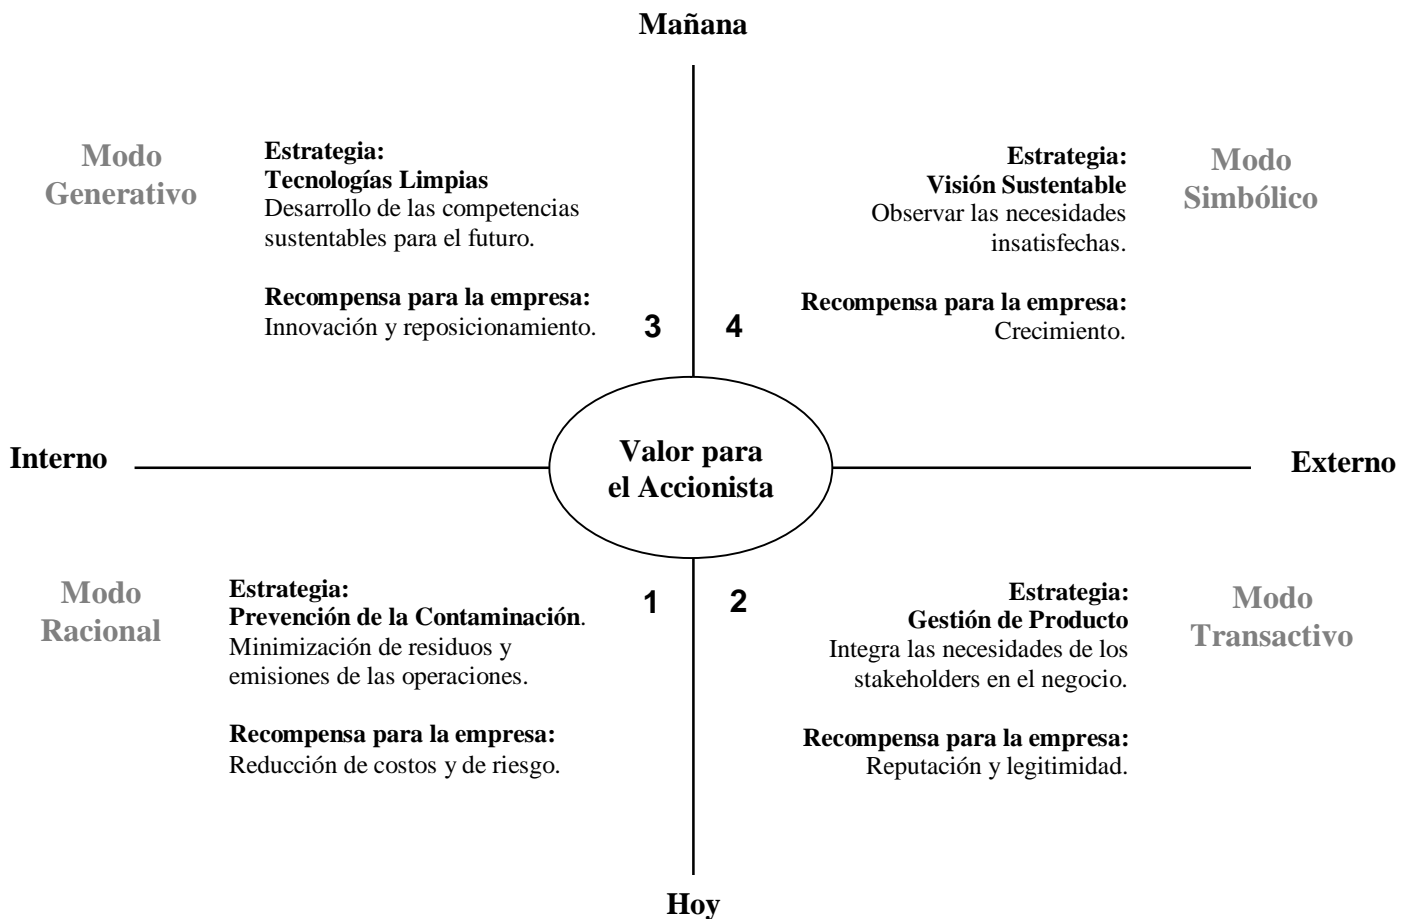 Mañana
Modo
Generativo
Estrategia:
Tecnologías Limpias
Desarrollo de las competencias
sustentables para el futuro.
Recompensa para la empresa:
Innovación y reposicionamiento.
3
4
Estrategia:
Visión Sustentable
Observar las necesidades
insatisfechas.
Recompensa para la empresa:
Crecimiento.
Modo
Simbólico
Interno
Valor para
el Accionista
Externo
Modo
Racional
Estrategia:
Prevención de la Contaminación.
Minimización de residuos y
emisiones de las operaciones.
Recompensa para la empresa:
Reducción de costos y de riesgo.
1
2
Estrategia:
Gestión de Producto
Integra las necesidades de los
stakeholders en el negocio.
Recompensa para la empresa:
Reputación y legitimidad.
Modo
Transactivo
Hoy